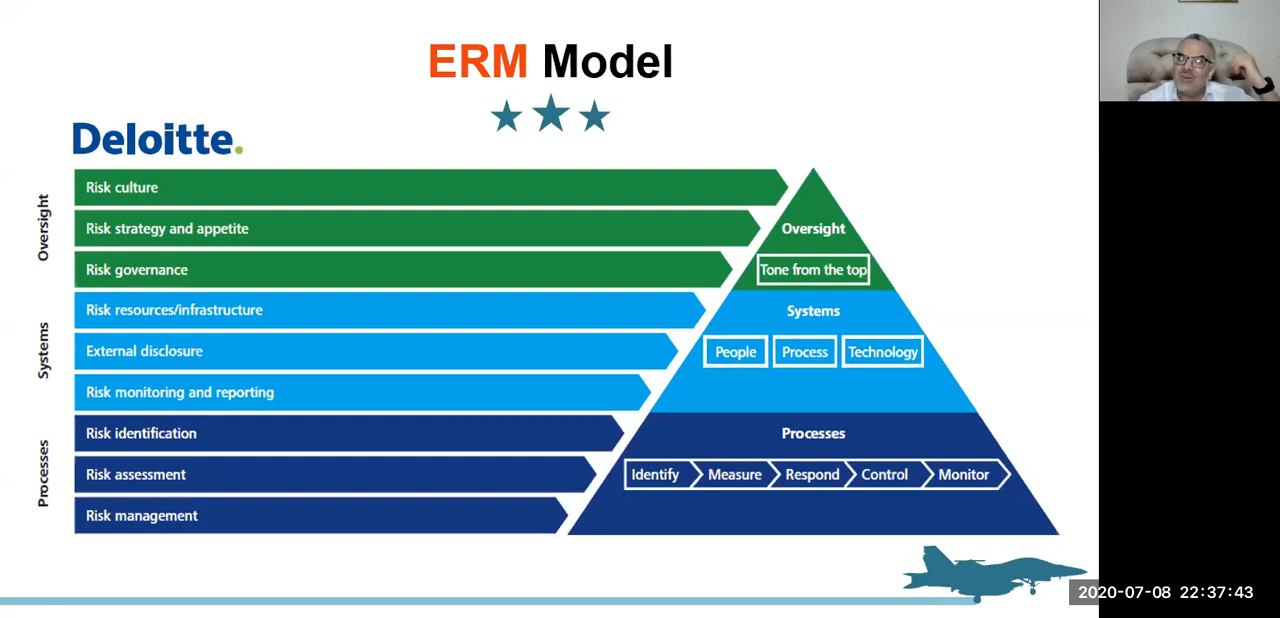 ERM Model
Deloitte.
Oversight
Risk culture
Risk strategy and appetite
Risk governance
Systems
Risk resources/infrastructure
External disclosure
Risk monitoring and reporting
Processes
Risk identification
Risk assessment
Risk management
Oversight
Tone from the top
Systems
People Process Technology
Processes
Identify Measure Respond Control Monitor
2020-07-08 22:37:43